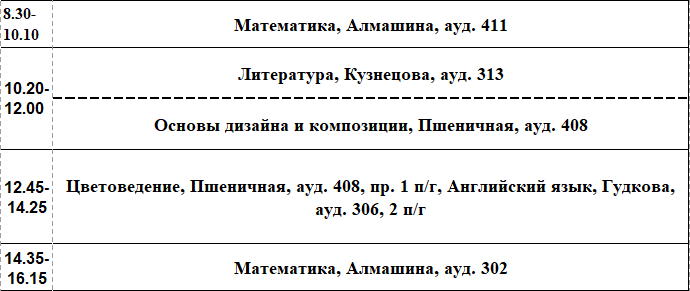 8.30-
10.10
Математика, Алмашина, ауд. 411
10.20-
12.00
Литература, Кузнецова, ауд. 313
Основы дизайна и композиции, Пшеничная, ауд. 408
12.45-
14.25
Цветоведение, Пшеничная, ауд. 408, пр. 1 п/г, Английский язык, Гудкова,
ауд. 306, 2 п/г
14.35-
16.15
Математика, Алмашина, ауд. 302